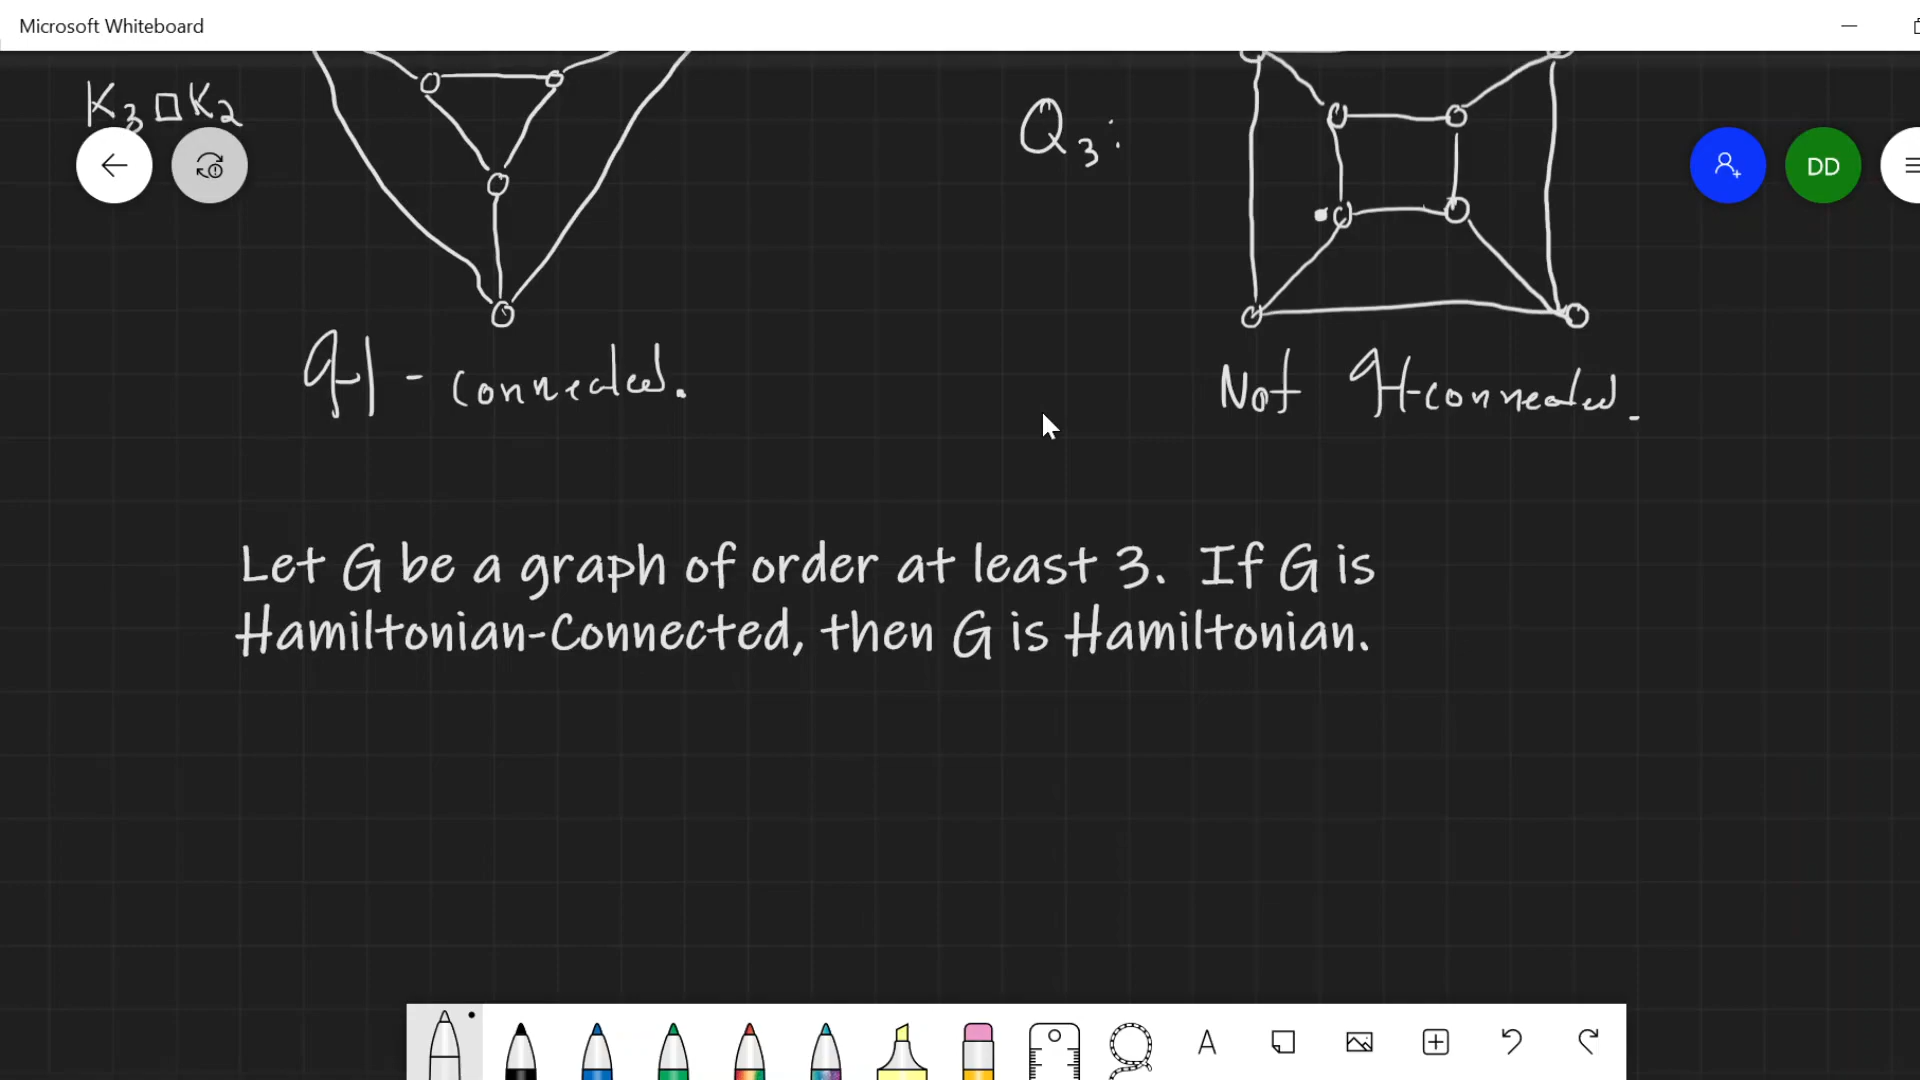 Microsoft Whiteboard
K₃□K₂
Q₃:
DD
H-connected.
Not H-connected.
Let G be a graph of order at least 3. If G is
Hamiltonian-Connected, then G is Hamiltonian.
A